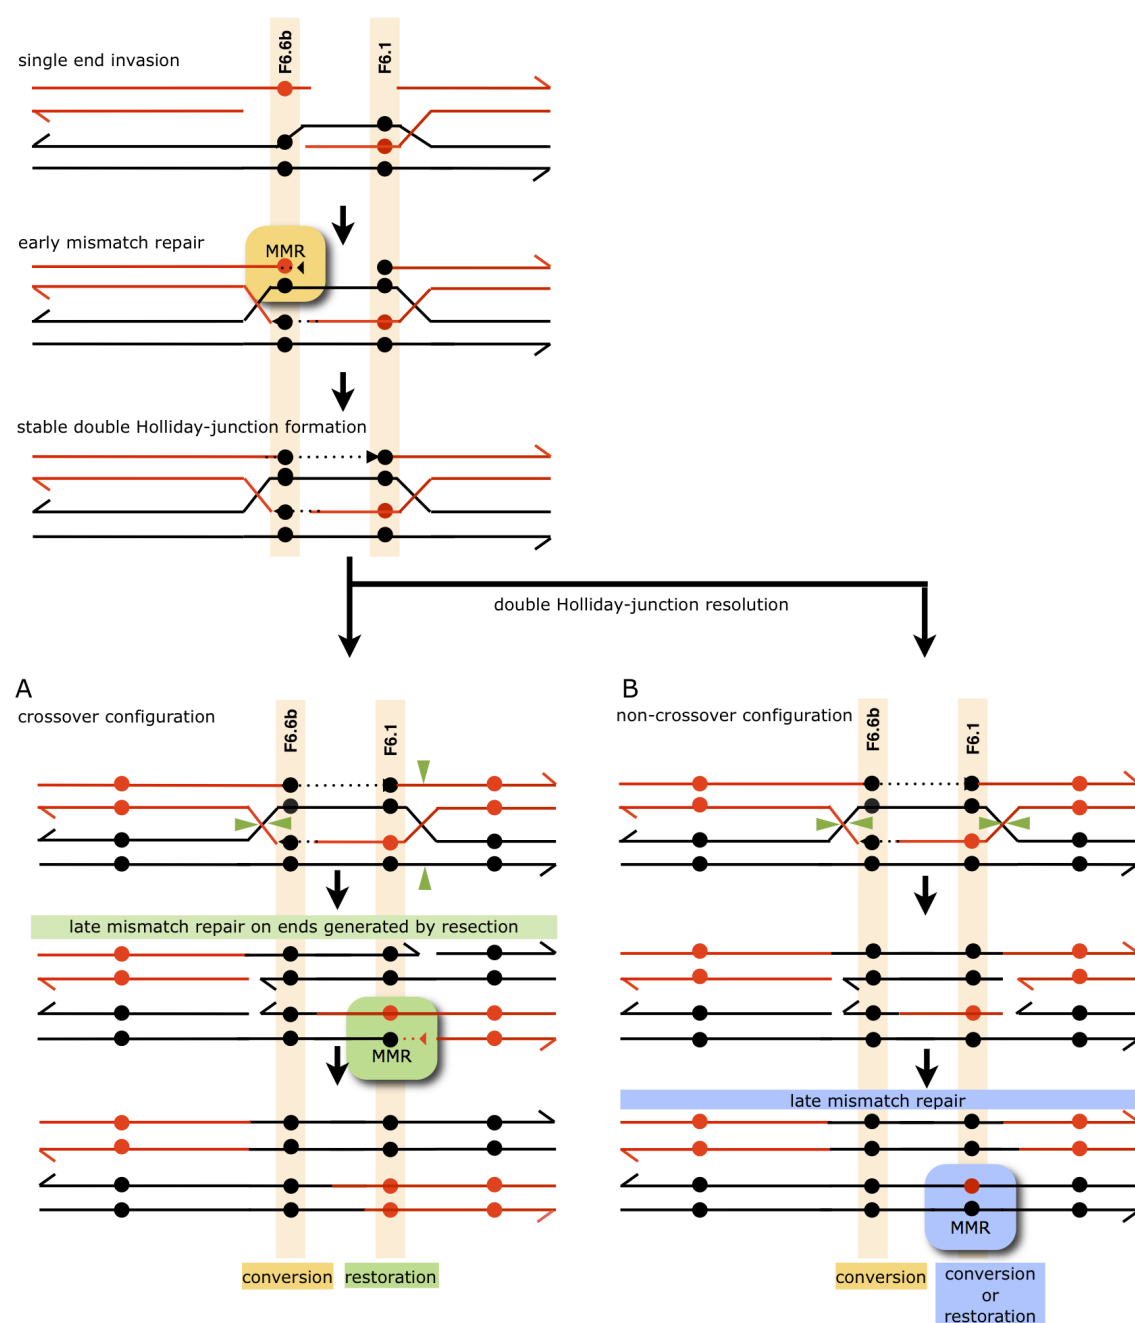 single end invasion
F6.6b
F6.1
early mismatch repair
MMR
stable double Holliday-junction formation
double Holliday-junction resolution
A
crossover configuration
F6.6b
F6.1
late mismatch repair on ends generated by resection
MMR
conversion
restoration
B
non-crossover configuration
F6.6b
F6.1
late mismatch repair
MMR
conversion
conversion
or
restoration